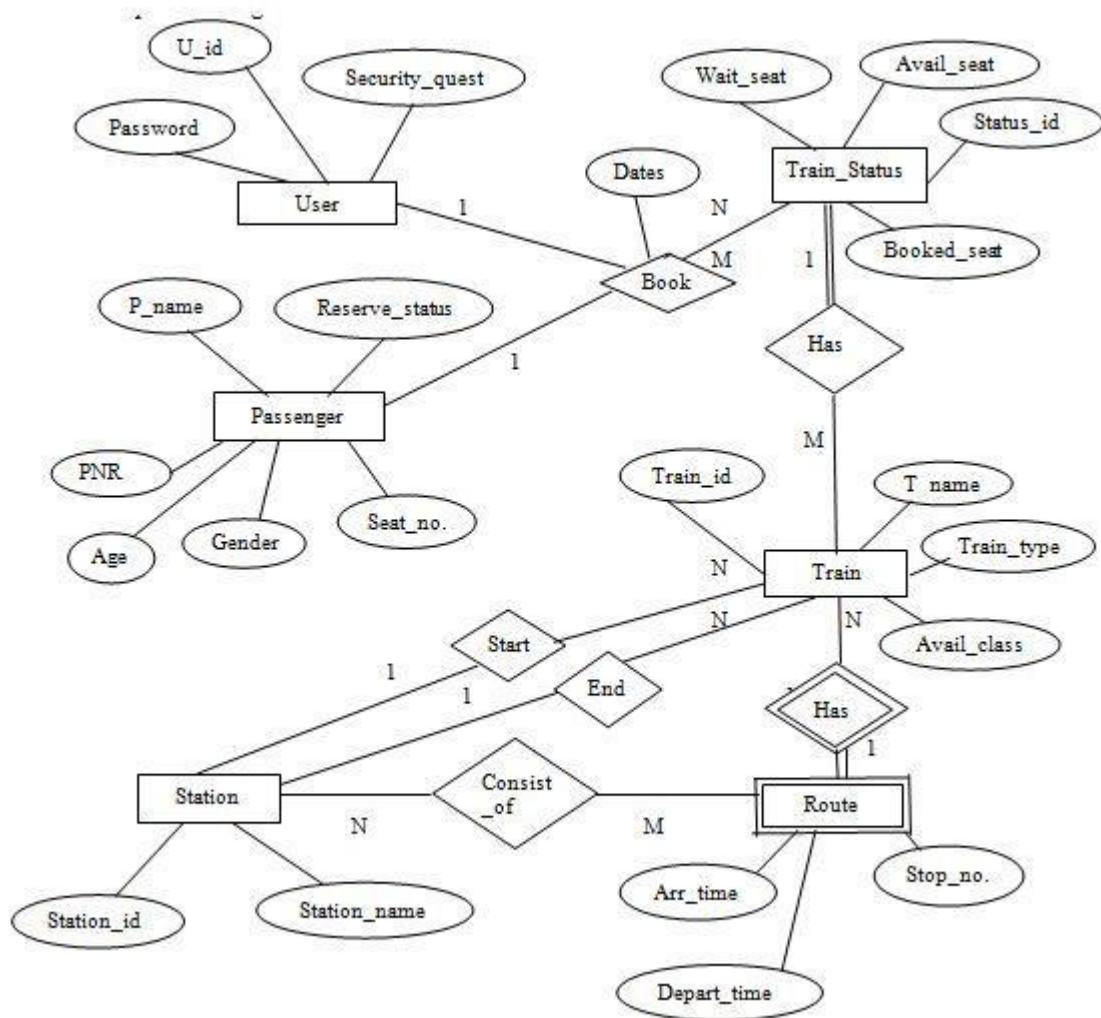 U_id
Security_quest
Password
User
Wait_seat
Avail_seat
Status_id
Train_Status
Booked_seat
Dates
1
N
M
Book
1
1
Has
M
P_name
Reserve_status
Passenger
PNR
Age
Gender
Seat_no.
Train_id
T_name
Train_type
Train
Avail_class
N
N
N
Start
End
1
1
Has
1
Station
Consist
_of
N
M
Route
Station_id
Station_name
Arr_time
Stop_no.
Depart_time